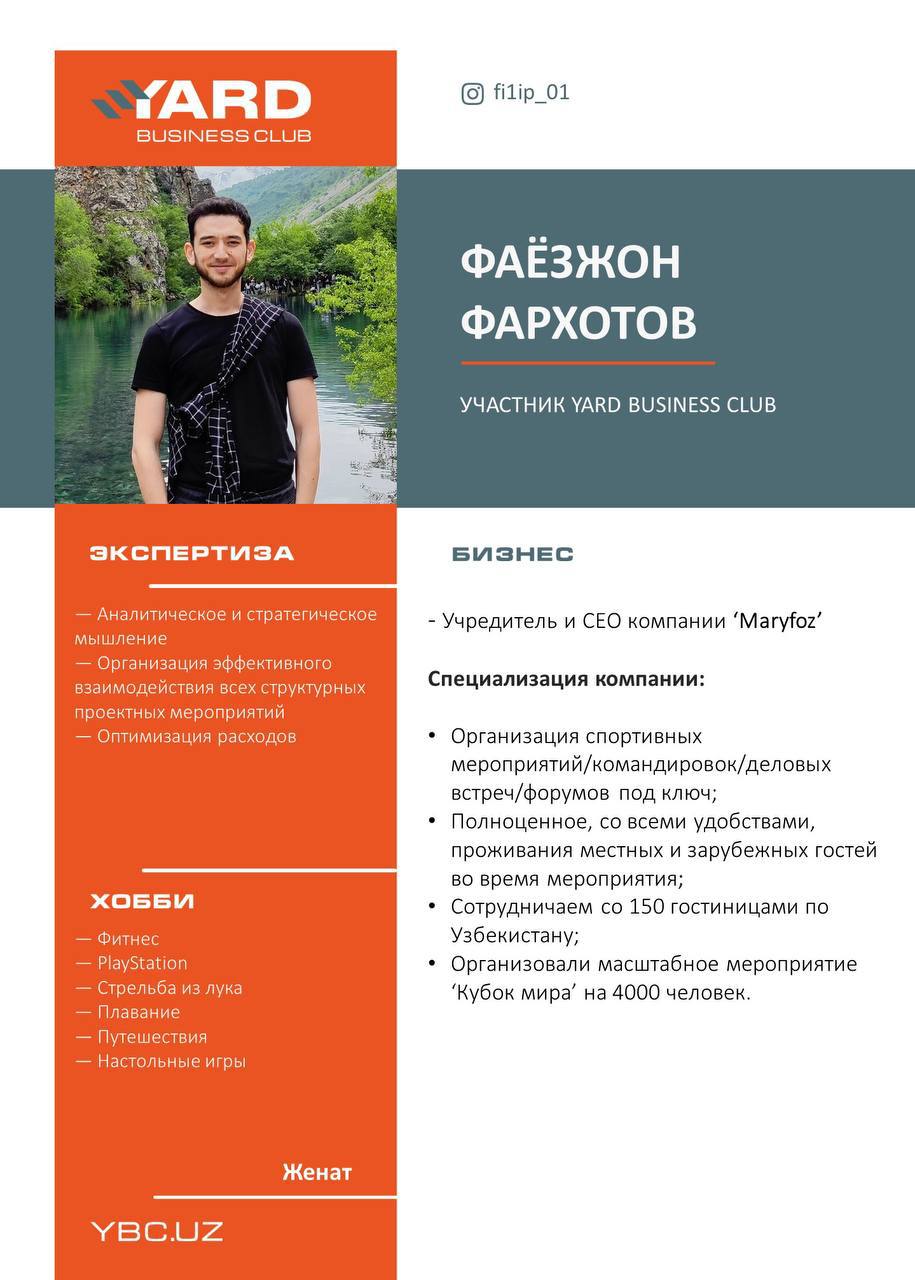 YARD
BUSINESS CLUB
fi1ip_01
ФАЁЗЖОН
ФАРХОТОВ
УЧАСТНИК YARD BUSINESS CLUB
ЭКСПЕРТИЗА
— Аналитическое и стратегическое
мышление
— Организация эффективного
взаимодействия всех структурных
проектных мероприятий
— Оптимизация расходов
ХОББИ
— Фитнес
— PlayStation
— Стрельба из лука
— Плавание
— Путешествия
— Настольные игры
Женат
YBC.UZ
БИЗНЕС
- Учредитель и CEO компании ‘Maryfoz’
Специализация компании:
• Организация спортивных
мероприятий/командировок/деловых
встреч/форумов под ключ;
• Полноценное, со всеми удобствами,
проживания местных и зарубежных гостей
во время мероприятия;
• Сотрудничаем со 150 гостиницами по
Узбекистану;
• Организовали масштабное мероприятие
‘Кубок мира’ на 4000 человек.